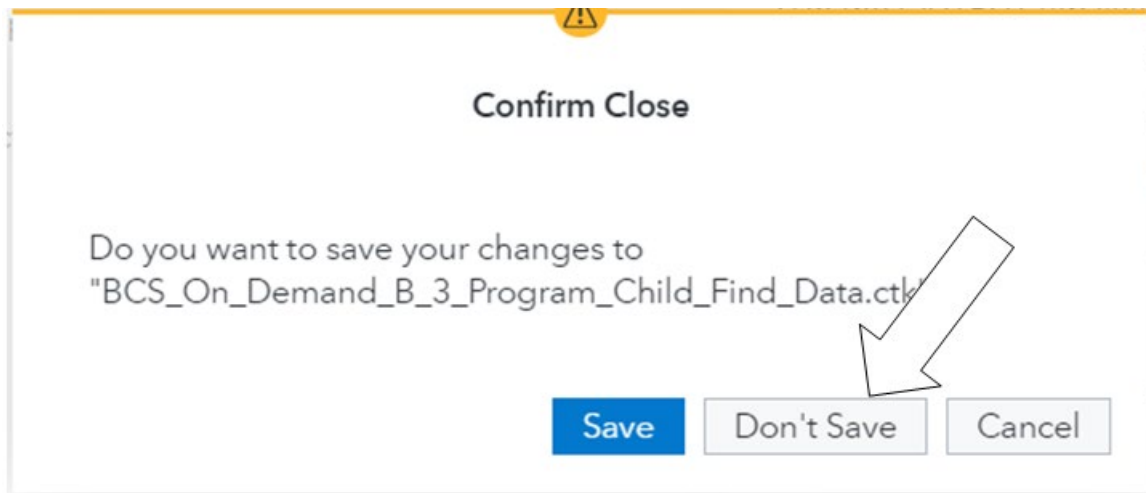 Confirm Close
Do you want to save your changes to
"BCS_On_Demand_B_3_Program_Child_Find_Data.ctk"
Save
Don't Save
Cancel